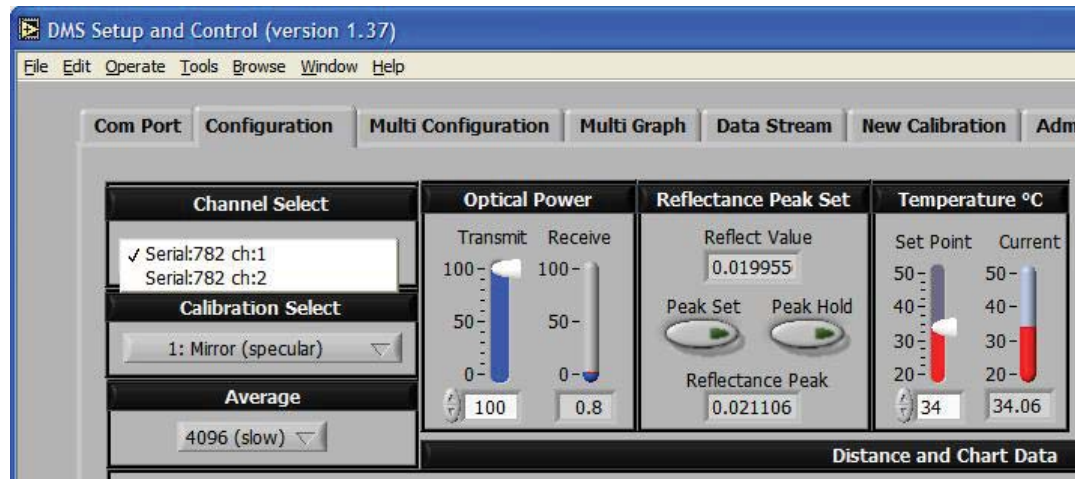 DMS Setup and Control (version 1.37)
File Edit Operate Tools Browse Window Help
Com Port Configuration Multi Configuration Multi Graph Data Stream New Calibration Adm
Channel Select
✓ Serial:782 ch:1
Serial:782 ch:2
Calibration Select
1: Mirror (specular)
Average
4096 (slow)
Optical Power
Transmit Receive
100 100
50 50
0 0
100 0.8
Reflectance Peak Set
Reflect Value
0.019955
Peak Set Peak Hold
Reflectance Peak
0.021106
Temperature °C
Set Point Current
50 50
40 40
30 30
20 20
34 34.06
Distance and Chart Data